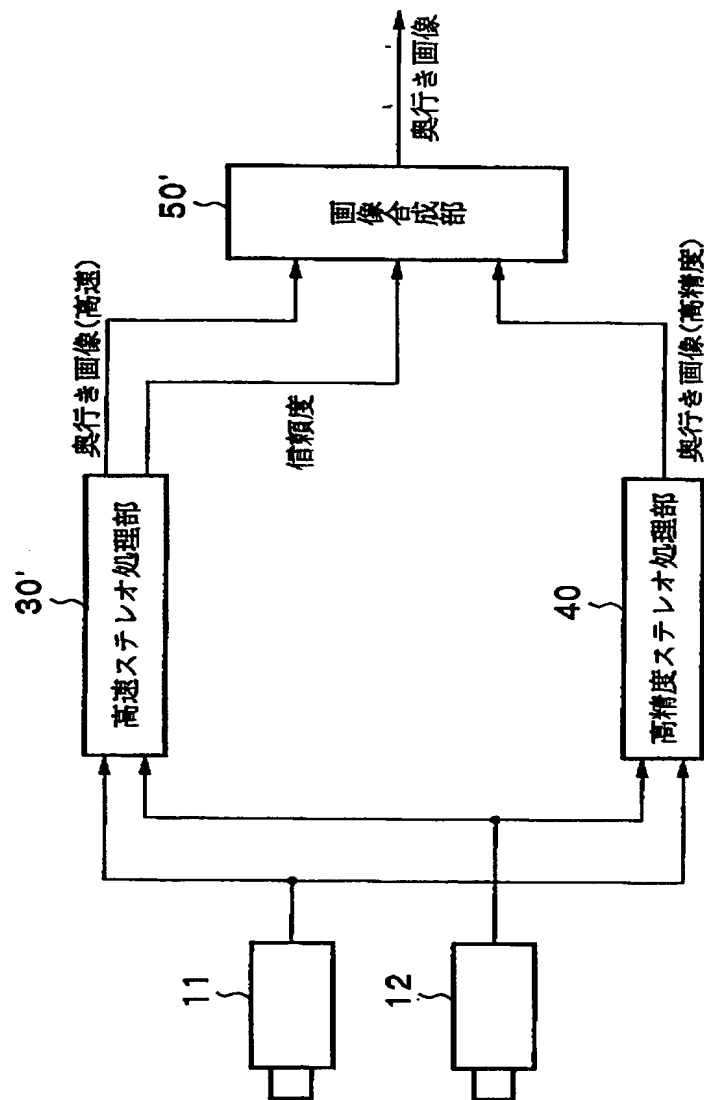 30'
高速ステレオ処理部
奥行き画像(高速)
信頼度
50'
画像合成部
奥行き画像
11
12
40
高精度ステレオ処理部
奥行き画像(高精度)